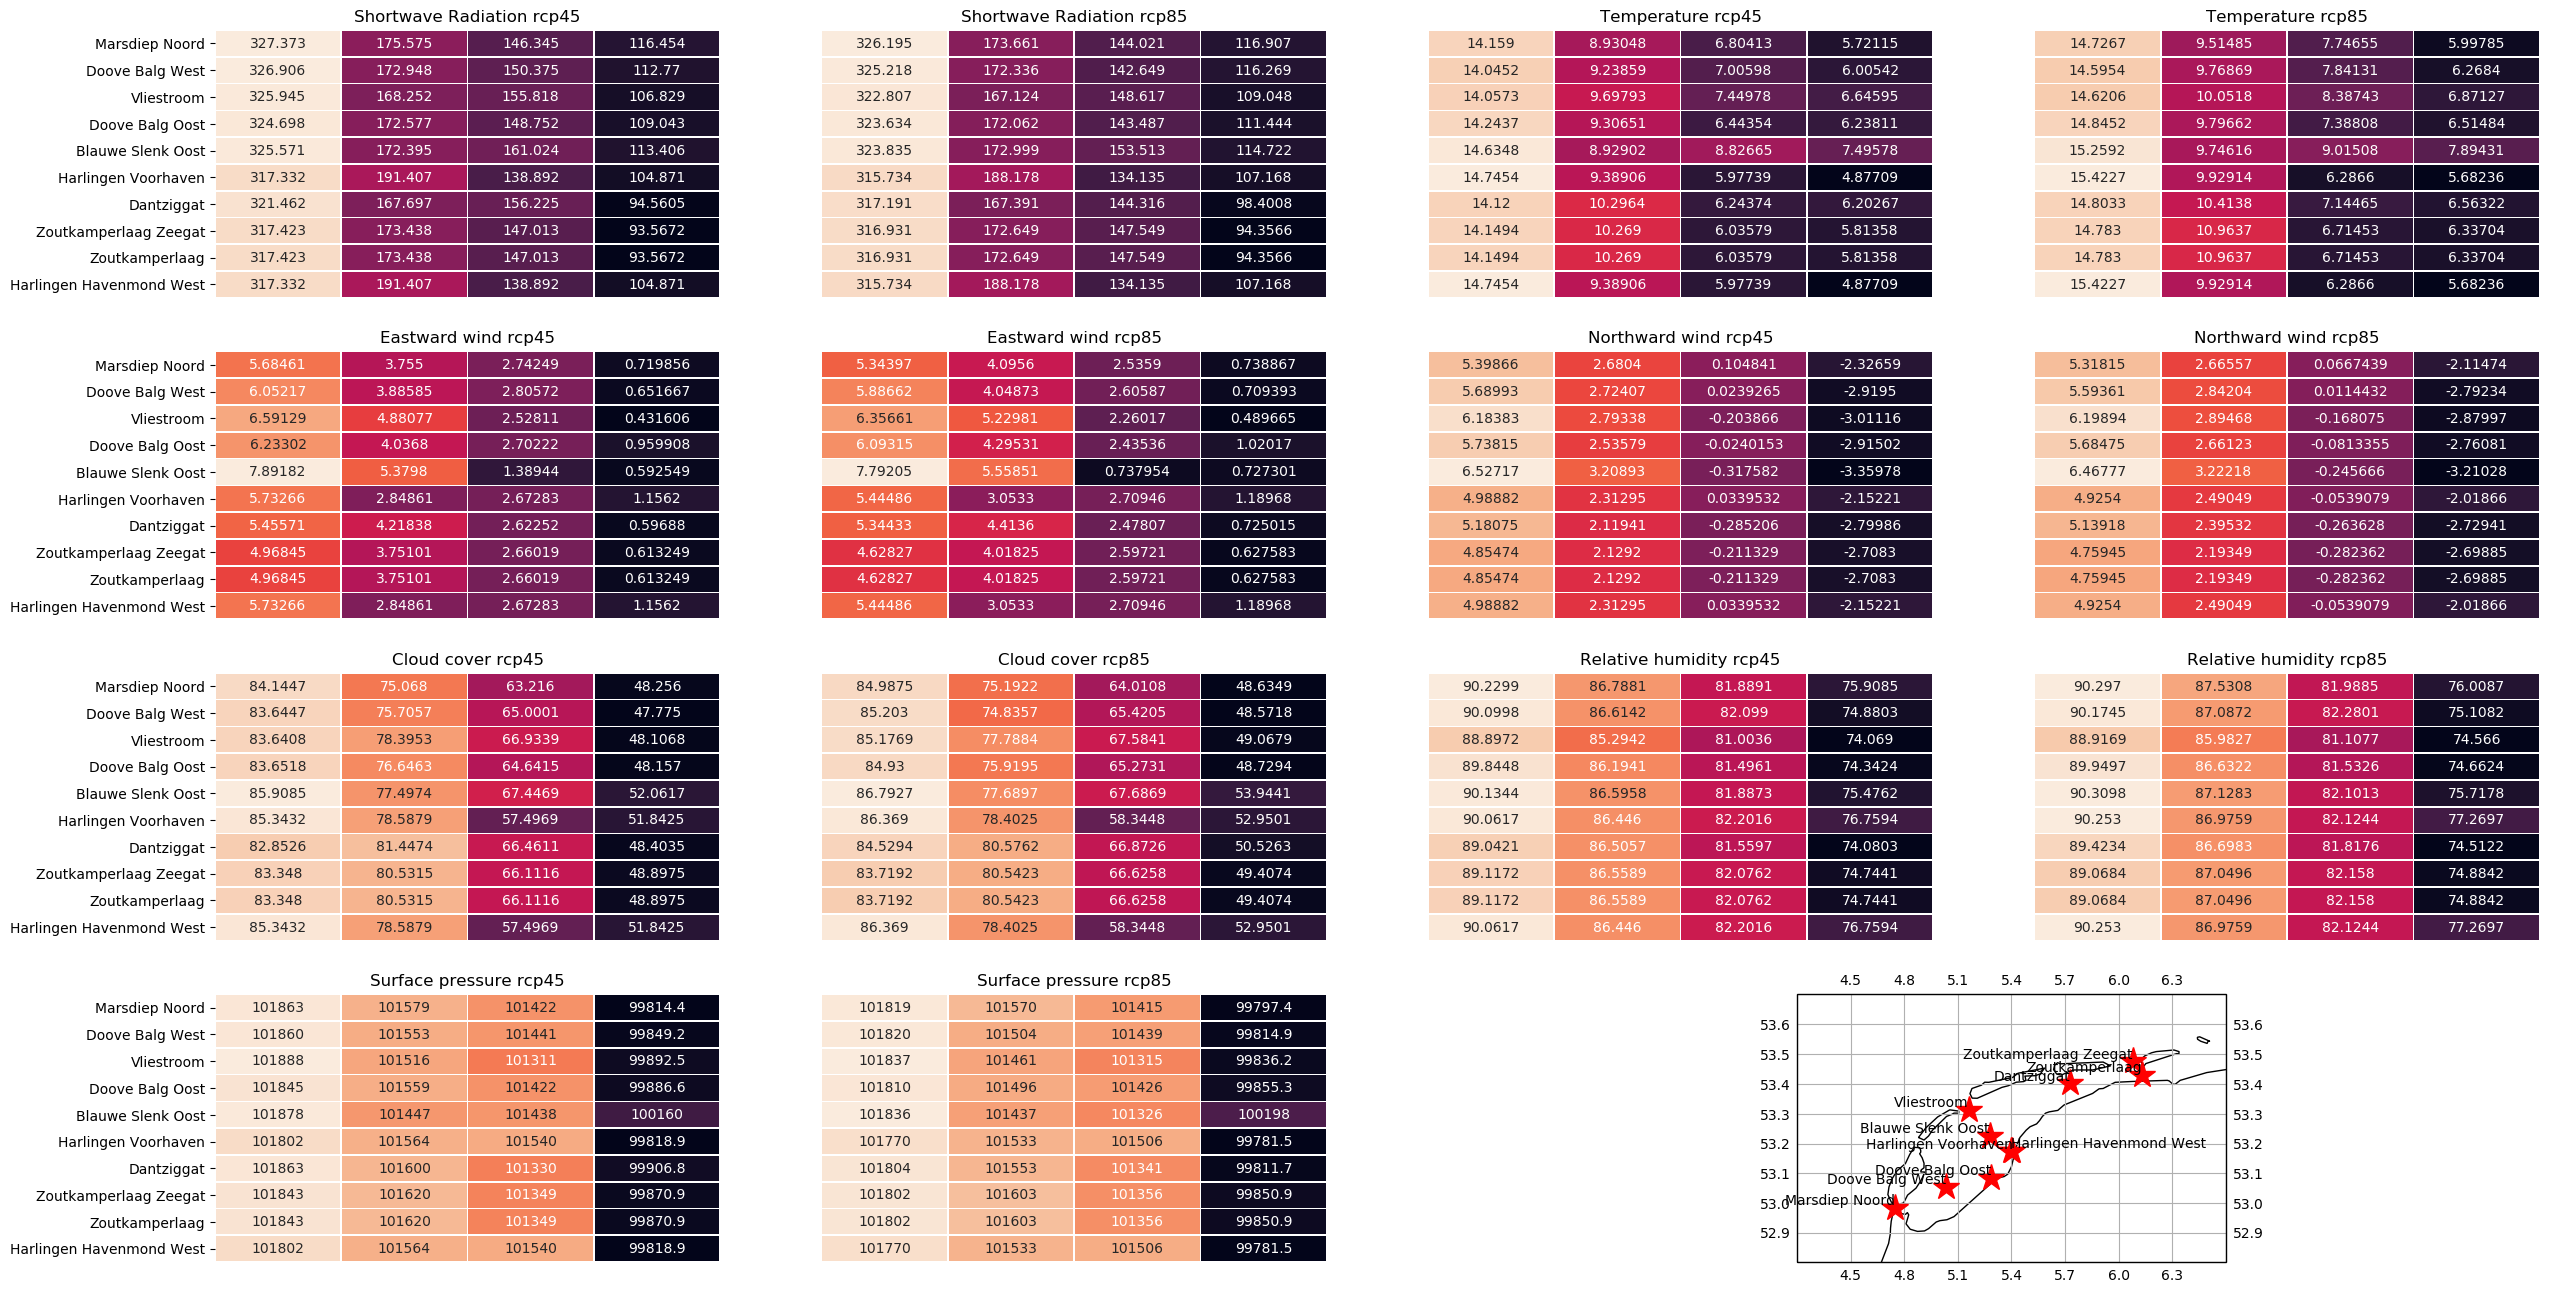 Shortwave Radiation rcp45 Shortwave Radiation rcp85 Temperature rcp45 Temperature rcp85
Marsdiep Noord 327.373 175.575 146.345 116.454 326.195 173.661 144.021 116.907 14.159 8.93048 6.80413 5.72115 14.7267 9.51485 7.74655 5.99785
Doove Balg West 326.906 172.948 150.375 112.77 325.218 172.336 142.649 116.269 14.0452 9.23859 7.00598 6.00542 14.5954 9.76869 7.84131 6.2684
Vliestroom 325.945 168.252 155.818 106.829 322.807 167.124 148.617 109.048 14.0573 9.69793 7.44978 6.64595 14.6206 10.0518 8.38743 6.87127
Doove Balg Oost 324.698 172.577 148.752 109.043 323.634 172.062 143.487 111.444 14.2437 9.30651 6.44354 6.23811 14.8452 9.79662 7.38808 6.51484
Blauwe Slenk Oost 325.571 172.395 161.024 113.406 323.835 172.999 153.513 114.722 14.6348 8.92902 8.82665 7.49578 15.2592 9.74616 9.01508 7.89431
Harlingen Voorhaven 317.332 191.407 138.892 104.871 315.734 188.178 134.135 107.168 14.7454 9.38906 5.97739 4.87709 15.4227 9.92914 6.2866 5.68236
Dantziggat 321.462 167.697 156.225 94.5605 317.191 167.391 144.316 98.4008 14.12 10.2964 6.24374 6.20267 14.8033 10.4138 7.14465 6.56322
Zoutkamperlaag Zeegat 317.423 173.438 147.013 93.5672 316.931 172.649 147.549 94.3566 14.1494 10.269 6.03579 5.81358 14.783 10.9637 6.71453 6.33704
Zoutkamperlaag 317.423 173.438 147.013 93.5672 316.931 172.649 147.549 94.3566 14.1494 10.269 6.03579 5.81358 14.783 10.9637 6.71453 6.33704
Harlingen Havenmond West 317.332 191.407 138.892 104.871 315.734 188.178 134.135 107.168 14.7454 9.38906 5.97739 4.87709 15.4227 9.92914 6.2866 5.68236
Eastward wind rcp45 Eastward wind rcp85 Northward wind rcp45 Northward wind rcp85
Marsdiep Noord 5.68461 3.755 2.74249 0.719856 5.34397 4.0956 2.5359 0.738867 5.39866 2.6804 0.104841 -2.32659 5.31815 2.66557 0.0667439 -2.11474
Doove Balg West 6.05217 3.88585 2.80572 0.651667 5.88662 4.04873 2.60587 0.709393 5.68993 2.72407 0.0239265 -2.9195 5.59361 2.84204 0.0114432 -2.79234
Vliestroom 6.59129 4.88077 2.52811 0.431606 6.35661 5.22981 2.26017 0.489665 6.18383 2.79338 -0.203866 -3.01116 6.19894 2.89468 -0.168075 -2.87997
Doove Balg Oost 6.23302 4.0368 2.70222 0.959908 6.09315 4.29531 2.43536 1.02017 5.73815 2.53579 -0.0240153 -2.91502 5.68475 2.66123 -0.0813355 -2.76081
Blauwe Slenk Oost 7.89182 5.3798 1.38944 0.592549 7.79205 5.55851 0.737954 0.727301 6.52717 3.20893 -0.317582 -3.35978 6.46777 3.22218 -0.245666 -3.21028
Harlingen Voorhaven 5.73266 2.84861 2.67283 1.1562 5.44486 3.0533 2.70946 1.18968 4.98882 2.31295 0.0339532 -2.15221 4.9254 2.49049 -0.0539079 -2.01866
Dantziggat 5.45571 4.21838 2.62252 0.59688 5.34433 4.4136 2.47807 0.725015 5.18075 2.11941 -0.285206 -2.79986 5.13918 2.39532 -0.263628 -2.72941
Zoutkamperlaag Zeegat 4.96845 3.75101 2.66019 0.613249 4.62827 4.01825 2.59721 0.627583 4.85474 2.1292 -0.211329 -2.7083 4.75945 2.19349 -0.282362 -2.69885
Zoutkamperlaag 4.96845 3.75101 2.66019 0.613249 4.62827 4.01825 2.59721 0.627583 4.85474 2.1292 -0.211329 -2.7083 4.75945 2.19349 -0.282362 -2.69885
Harlingen Havenmond West 5.73266 2.84861 2.67283 1.1562 5.44486 3.0533 2.70946 1.18968 4.98882 2.31295 0.0339532 -2.15221 4.9254 2.49049 -0.0539079 -2.01866
Cloud cover rcp45 Cloud cover rcp85 Relative humidity rcp45 Relative humidity rcp85
Marsdiep Noord 84.1447 75.068 63.216 48.256 84.9875 75.1922 64.0108 48.6349 90.2299 86.7881 81.8891 75.9085 90.297 87.5308 81.9885 76.0087
Doove Balg West 83.6447 75.7057 65.0001 47.775 85.203 74.8357 65.4205 48.5718 90.0998 86.6142 82.099 74.8803 90.1745 87.0872 82.2801 75.1082
Vliestroom 83.6408 78.3953 66.9339 48.1068 85.1769 77.7884 67.5841 49.0679 88.8972 85.2942 81.0036 74.069 88.9169 85.9827 81.1077 74.566
Doove Balg Oost 83.6518 76.6463 64.6415 48.157 84.93 75.9195 65.2731 48.7294 89.8448 86.1941 81.4961 74.3424 89.9497 86.6322 81.5326 74.6624
Blauwe Slenk Oost 85.9085 77.4974 67.4469 52.0617 86.7927 77.6897 67.6869 53.9441 90.1344 86.5958 81.8873 75.4762 90.3098 87.1283 82.1013 75.7178
Harlingen Voorhaven 85.3432 78.5879 57.4969 51.8425 86.369 78.4025 58.3448 52.9501 90.0617 86.446 82.2016 76.7594 90.253 86.9759 82.1244 77.2697
Dantziggat 82.8526 81.4474 66.4611 48.4035 84.5294 80.5762 66.8726 50.5263 89.0421 86.5057 81.5597 74.0803 89.4234 86.6983 81.8176 74.5122
Zoutkamperlaag Zeegat 83.348 80.5315 66.1116 48.8975 83.7192 80.5423 66.6258 49.4074 89.1172 86.5589 82.0762 74.7441 89.0684 87.0496 82.158 74.8842
Zoutkamperlaag 83.348 80.5315 66.1116 48.8975 83.7192 80.5423 66.6258 49.4074 89.1172 86.5589 82.0762 74.7441 89.0684 87.0496 82.158 74.8842
Harlingen Havenmond West 85.3432 78.5879 57.4969 51.8425 86.369 78.4025 58.3448 52.9501 90.0617 86.446 82.2016 76.7594 90.253 86.9759 82.1244 77.2697
Surface pressure rcp45 Surface pressure rcp85
Marsdiep Noord 101863 101579 101422 99814.4 101819 101570 101415 99797.4
Doove Balg West 101860 101553 101441 99849.2 101820 101504 101439 99814.9
Vliestroom 101888 101516 101311 99892.5 101837 101461 101315 99836.2
Doove Balg Oost 101845 101559 101422 99886.6 101810 101496 101426 99855.3
Blauwe Slenk Oost 101878 101447 101438 100160 101836 101437 101326 100198
Harlingen Voorhaven 101802 101564 101540 99818.9 101770 101533 101506 99781.5
Dantziggat 101863 101600 101330 99906.8 101804 101553 101341 99811.7
Zoutkamperlaag Zeegat 101843 101620 101349 99870.9 101802 101603 101356 99850.9
Zoutkamperlaag 101843 101620 101349 99870.9 101802 101603 101356 99850.9
Harlingen Havenmond West 101802 101564 101540 99818.9 101770 101533 101506 99781.5
4.5 4.8 5.1 5.4 5.7 6.0 6.3
53.6 53.6
53.5 Zoutkamperlaag Zeegat 53.5
Zoutkamperlaag
53.4 Dantziggat 53.4
53.3 Vliestroom 53.3
Blauwe Slenk Oost
53.2 Harlingen Voorhaven Harlingen Havenmond West 53.2
53.1 Doove Balg Oost 53.1
Doove Balg West
53.0 Marsdiep Noord 53.0
52.9 52.9
4.5 4.8 5.1 5.4 5.7 6.0 6.3